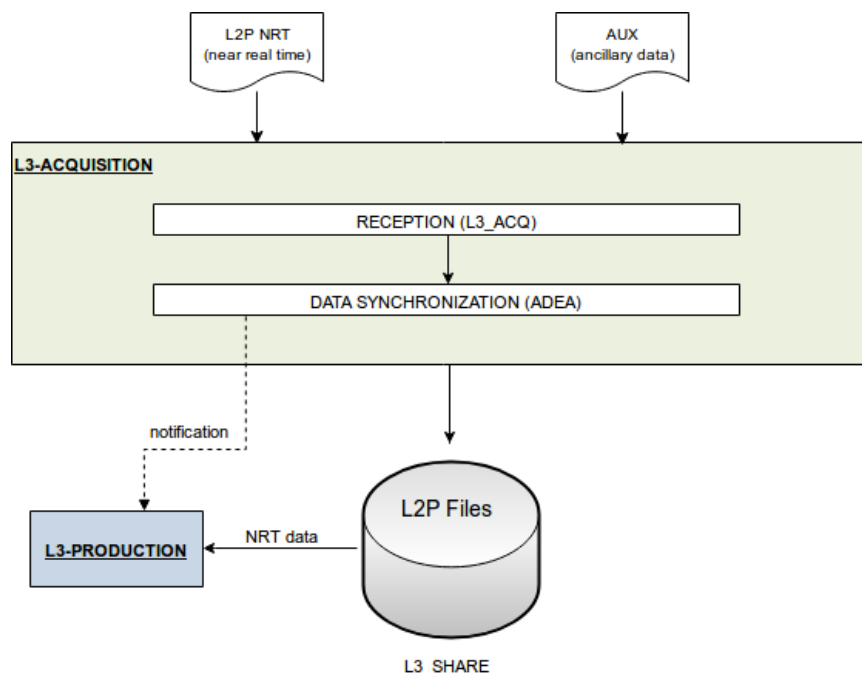 L2P NRT
(near real time)
AUX
(ancillary data)
L3-ACQUISITION
RECEPTION (L3_ACQ)
DATA SYNCHRONIZATION (ADEA)
notification
L2P Files
L3-PRODUCTION
NRT data
L3 SHARE